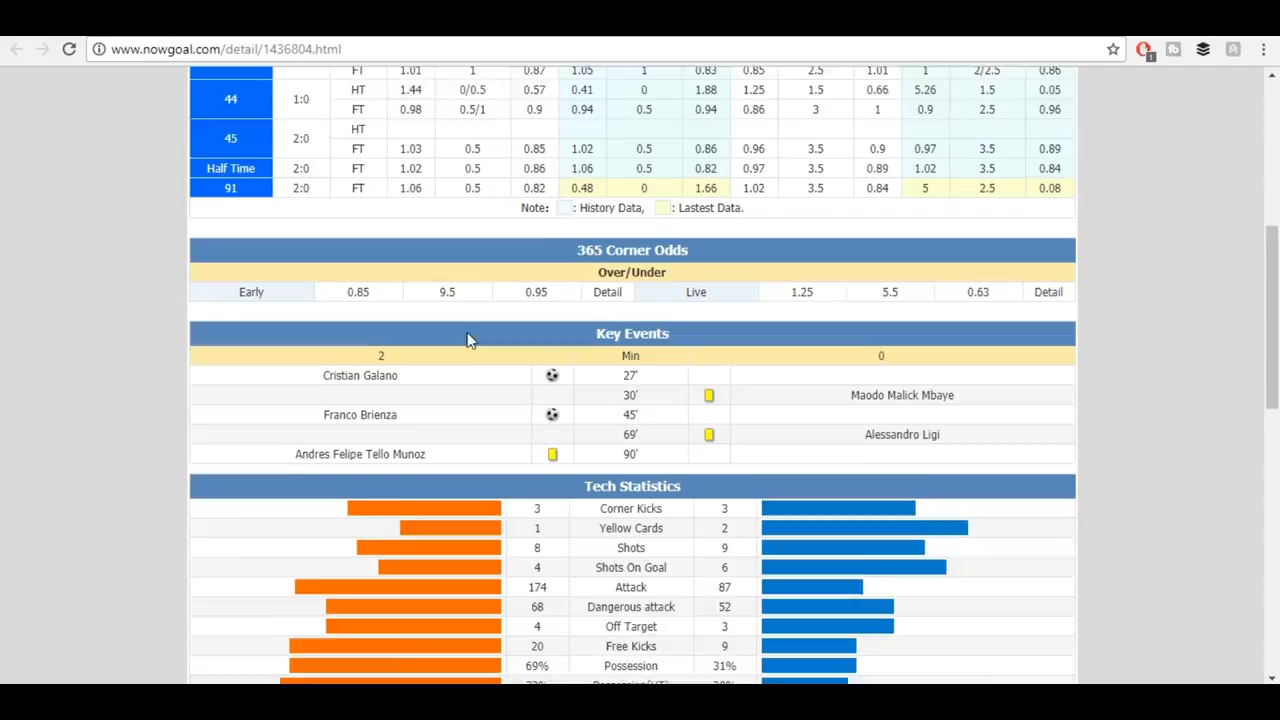 www.nowgoal.com/detail/1436804.html
1
FT 1.01 1 0.87 1.05 1 0.83 0.85 2.5 1.01 1 2/2.5 0.86
44 1:0 HT 1.44 0/0.5 0.57 0.41 0 1.88 1.25 1.5 0.66 5.26 1.5 0.05
FT 0.98 0.5/1 0.9 0.94 0.5 0.94 0.86 3 1 0.9 2.5 0.96
45 2:0 HT
FT 1.03 0.5 0.85 1.02 0.5 0.86 0.96 3.5 0.9 0.97 3.5 0.89
Half Time 2:0 FT 1.02 0.5 0.86 1.06 0.5 0.82 0.97 3.5 0.89 1.02 3.5 0.84
91 2:0 FT 1.06 0.5 0.82 0.48 0 1.66 1.02 3.5 0.84 5 2.5 0.08
Note: : History Data, : Lastest Data.
365 Corner Odds
Over/Under
Early 0.85 9.5 0.95 Detail Live 1.25 5.5 0.63 Detail
Key Events
2 Min 0
Cristian Galano 27'
30' Maodo Malick Mbaye
Franco Brienza 45'
69' Alessandro Ligi
Andres Felipe Tello Munoz 90'
Tech Statistics
3 Corner Kicks 3
1 Yellow Cards 2
8 Shots 9
4 Shots On Goal 6
174 Attack 87
68 Dangerous attack 52
4 Off Target 3
20 Free Kicks 9
69% Possession 31%